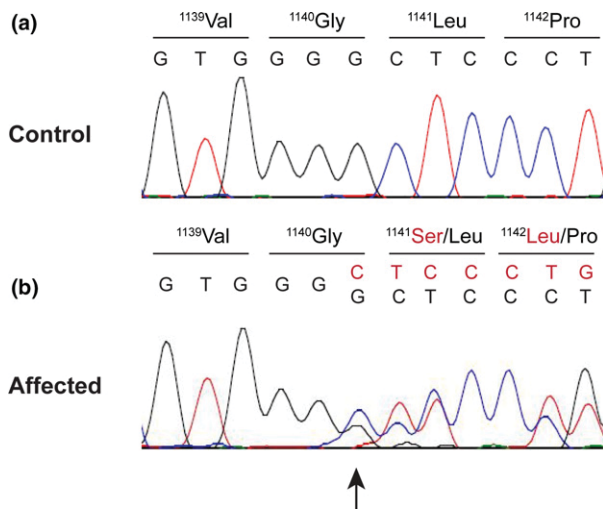 (a)
1139Val 1140Gly 1141Leu 1142Pro
G T G G G G C T C C C T
Control
1139Val 1140Gly 1141Ser/Leu 1142Leu/Pro
(b)
C T C C C T G
G T G G G G C T C C C T
Affected